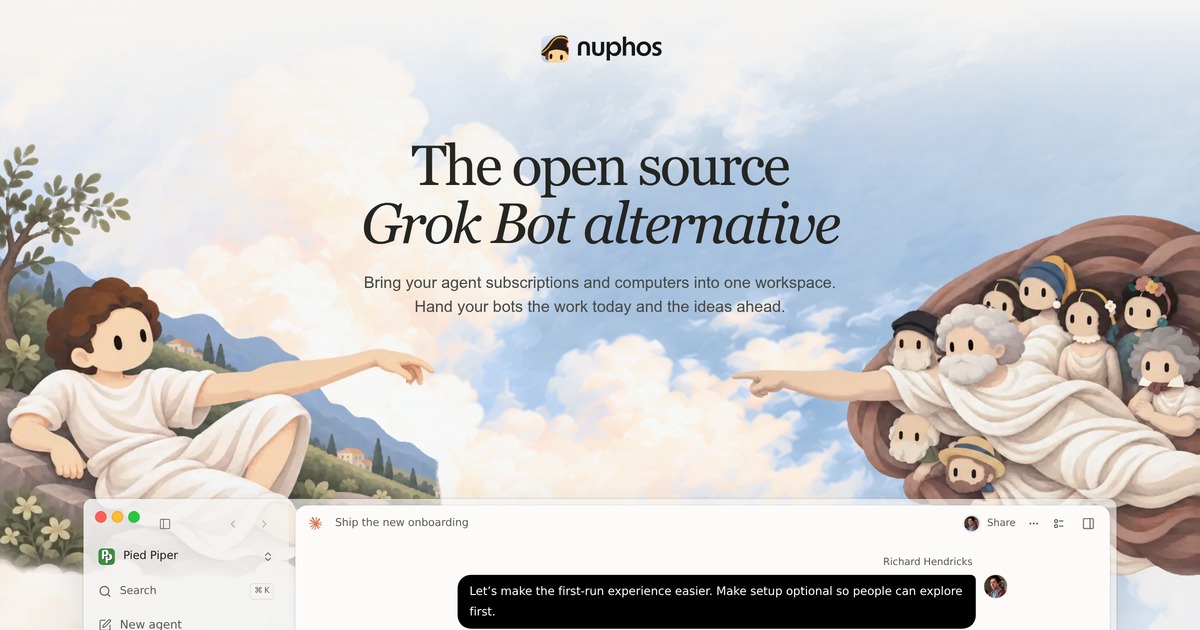 nuphos
The open source
Grok Bot alternative
Bring your agent subscriptions and computers into one workspace.
Hand your bots the work today and the ideas ahead.
Ship the new onboarding
Share
Pied Piper
Richard Hendricks
Search
⌘ K
Let’s make the first-run experience easier. Make setup optional so people can explore
first.
New agent